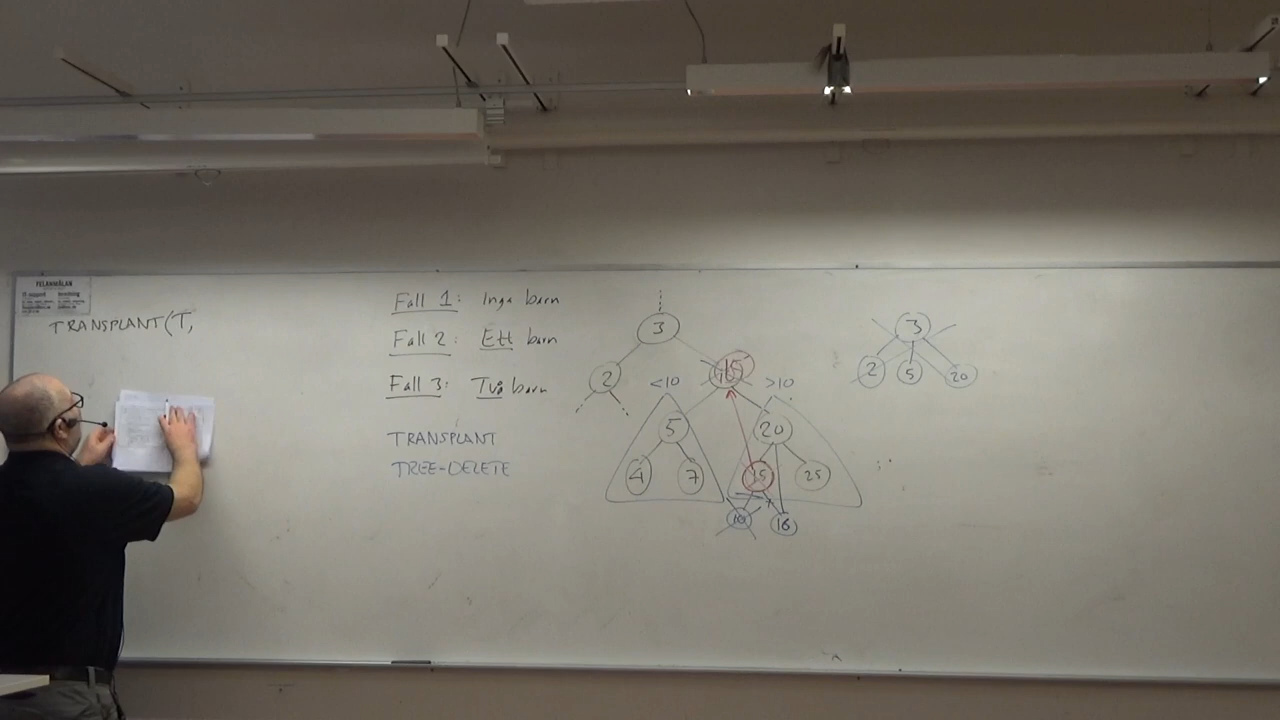 FELANMÄLAN
TRANSPLANT(T,
Fall 1: Inga barn
Fall 2: Ett barn
Fall 3: Två barn
TRANSPLANT
TREE-DELETE
3
2
15
<10
>10
5
20
4
7
15
25
16
3
2
5
20